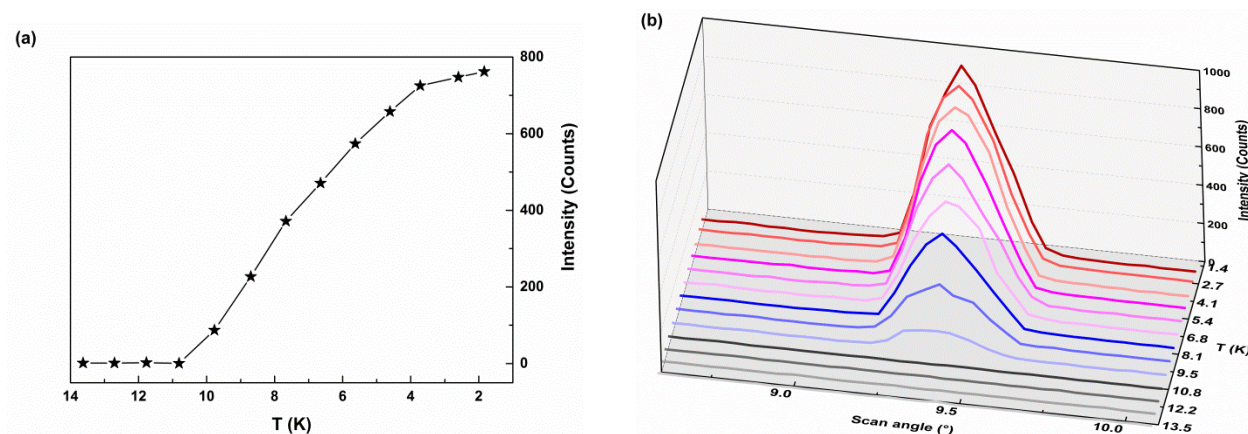 (a)
800
600
400
200
0
Intensity (Counts)
14 12 10 8 6 4 2
T (K)
(b)
1000
800
600
400
200
0
Intensity (Counts)
1.4
2.7
4.1
5.4
6.8
8.1
9.5
10.8
12.2
13.5
T (K)
9.0 9.5 10.0
Scan angle (°)